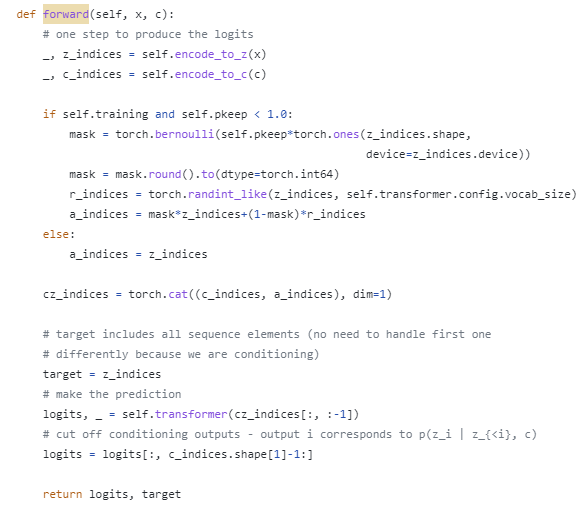 def forward(self, x, c):
    # one step to produce the logits
    _, z_indices = self.encode_to_z(x)
    _, c_indices = self.encode_to_c(c)

    if self.training and self.pkeep < 1.0:
        mask = torch.bernoulli(self.pkeep*torch.ones(z_indices.shape,
                                                     device=z_indices.device))
        mask = mask.round().to(dtype=torch.int64)
        r_indices = torch.randint_like(z_indices, self.transformer.config.vocab_size)
        a_indices = mask*z_indices+(1-mask)*r_indices
    else:
        a_indices = z_indices

    cz_indices = torch.cat((c_indices, a_indices), dim=1)

    # target includes all sequence elements (no need to handle first one
    # differently because we are conditioning)
    target = z_indices
    # make the prediction
    logits, _ = self.transformer(cz_indices[:, :-1])
    # cut off conditioning outputs - output i corresponds to p(z_i | z_{<i}, c)
    logits = logits[:, c_indices.shape[1]-1:]

    return logits, target